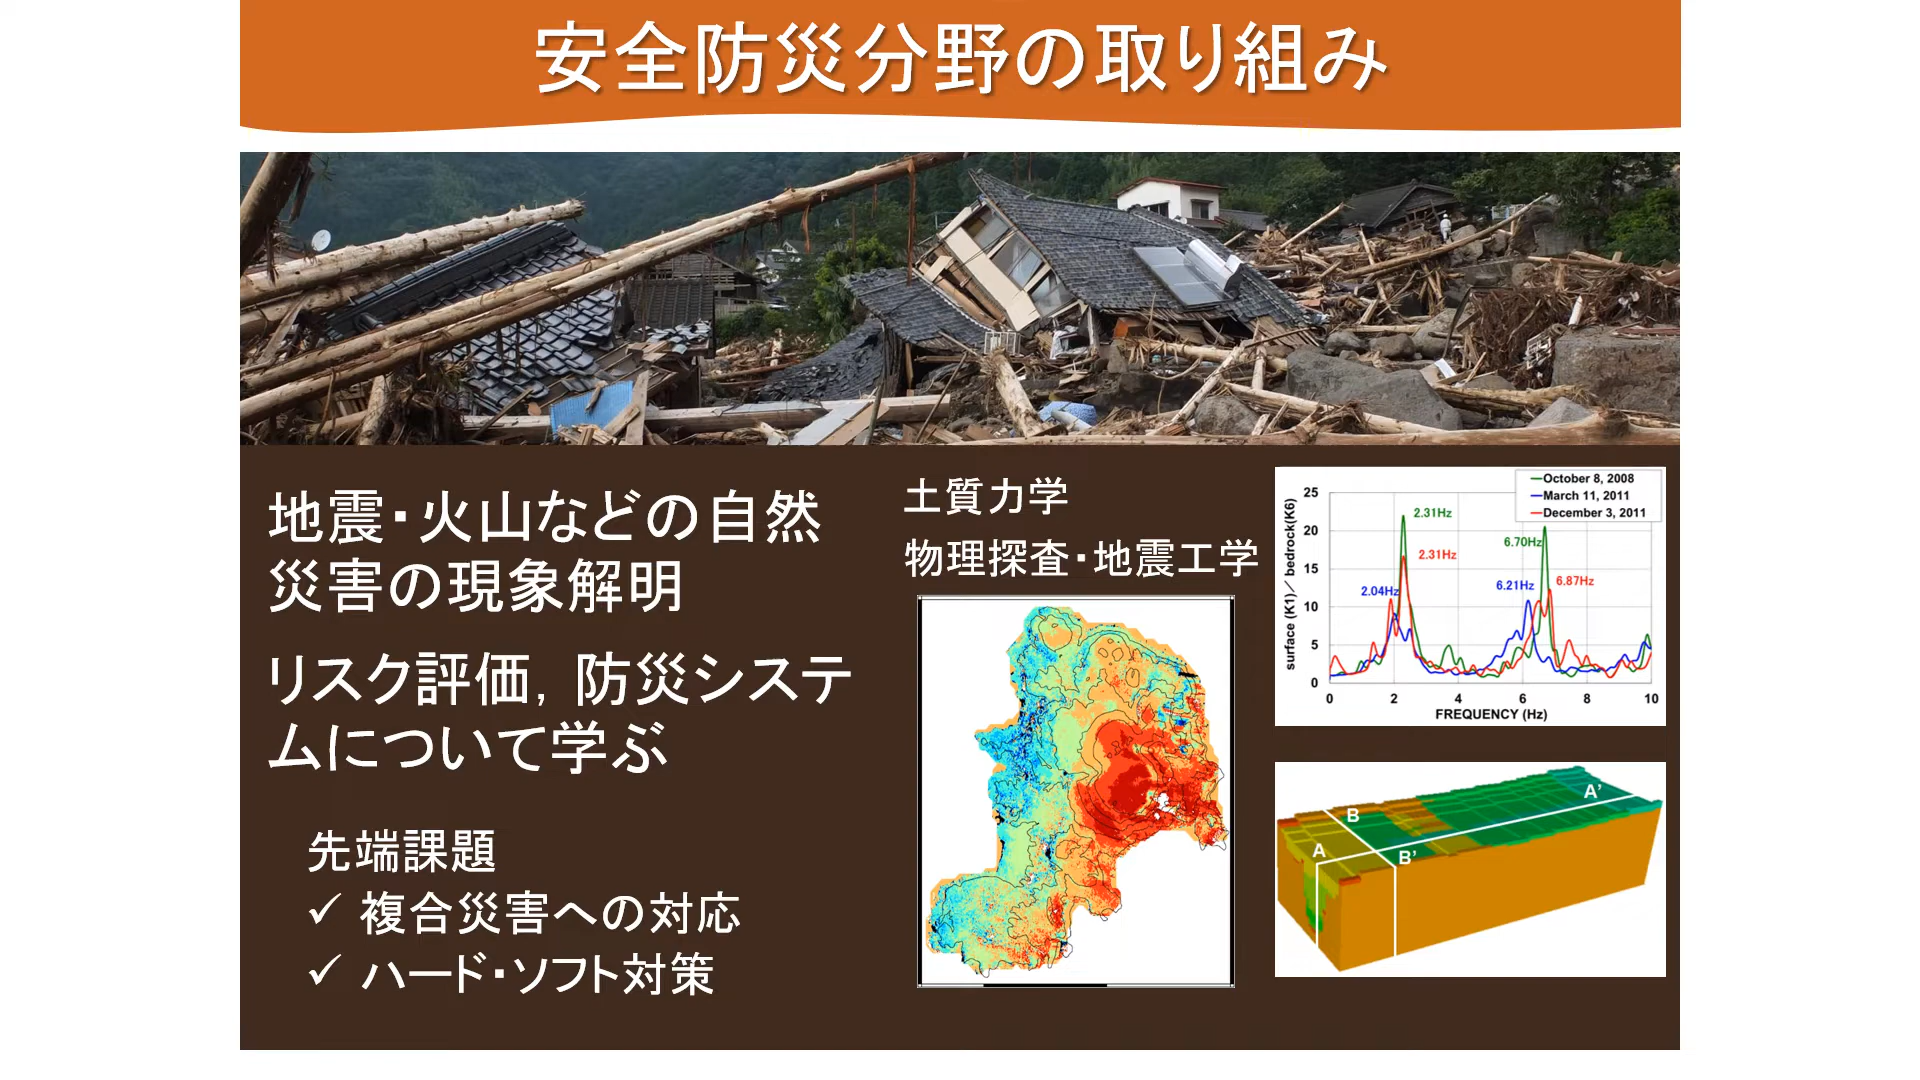 安全防災分野の取り組み
地震・火山などの自然
災害の現象解明
リスク評価，防災システ
ムについて学ぶ
先端課題
✓ 複合災害への対応
✓ ハード・ソフト対策
土質力学
物理探査・地震工学
October 8, 2008
March 11, 2011
December 3, 2011
surface (K1)／ bedrock(K6)
25
20
15
10
5
0
2.31Hz
2.31Hz
2.04Hz
6.70Hz
6.21Hz
6.87Hz
0 2 4 6 8 10
FREQUENCY (Hz)
A'
B
A
B'